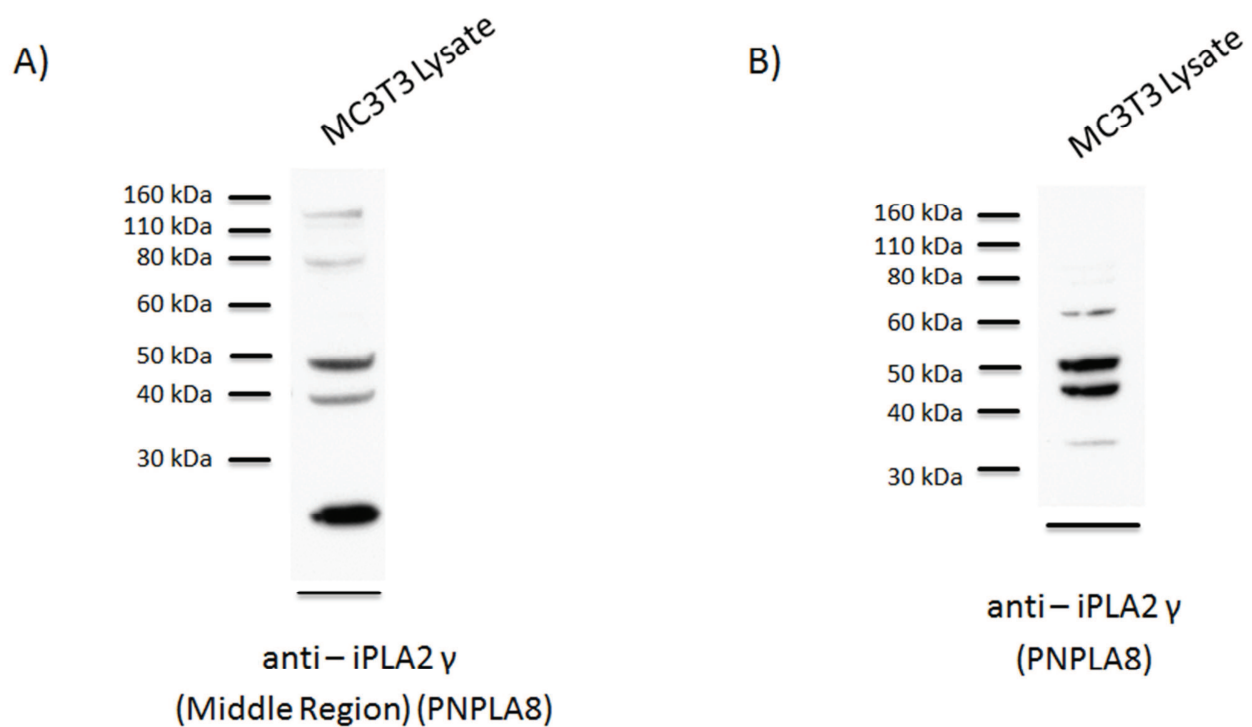 A)
MC3T3 Lysate
160 kDa
110 kDa
80 kDa
60 kDa
50 kDa
40 kDa
30 kDa
anti – iPLA2 γ
(Middle Region) (PNPLA8)
B)
MC3T3 Lysate
160 kDa
110 kDa
80 kDa
60 kDa
50 kDa
40 kDa
30 kDa
anti – iPLA2 γ
(PNPLA8)